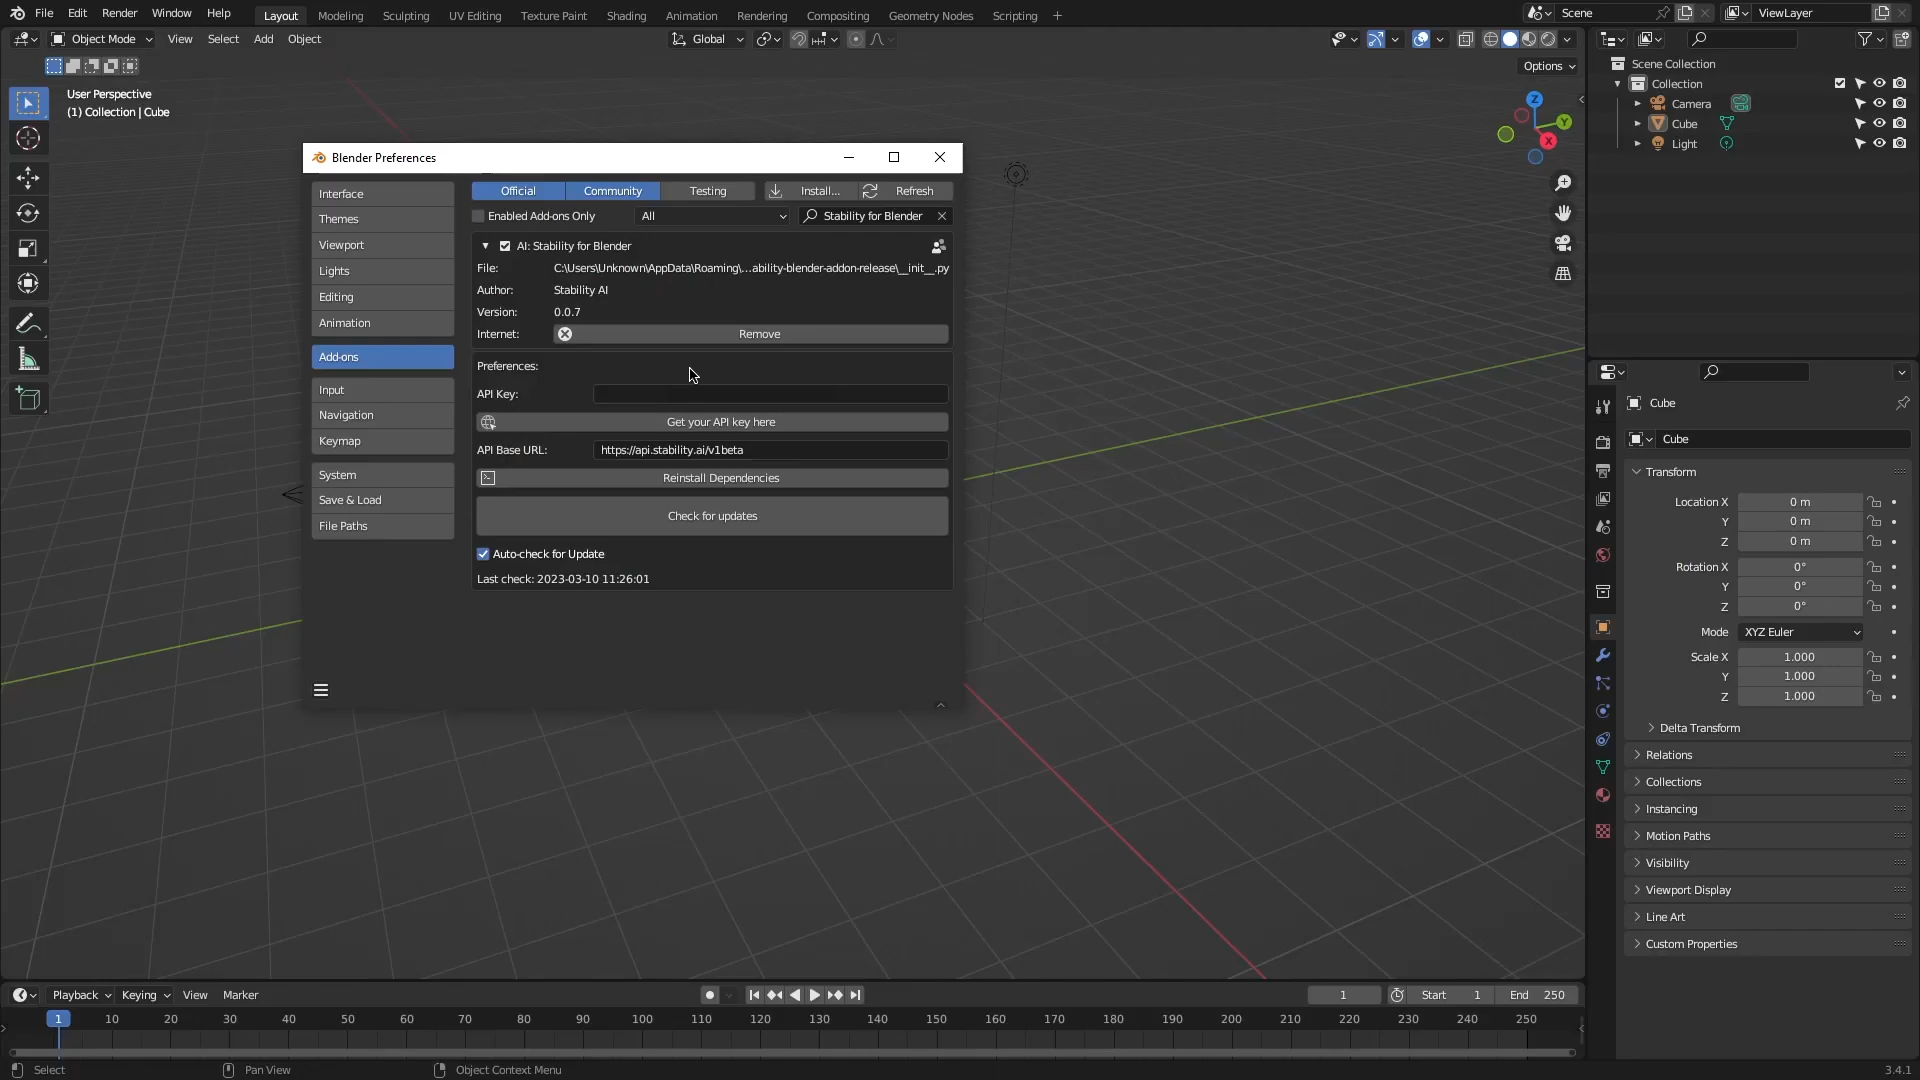 File Edit Render Window Help Layout Modeling Sculpting UV Editing Texture Paint Shading Animation Rendering Compositing Geometry Nodes Scripting + Scene ViewLayer
Object Mode View Select Add Object Global
Options
User Perspective
(1) Collection | Cube
Z
Y
X
Scene Collection
Collection
Camera
Cube
Light
Blender Preferences
Interface
Themes
Viewport
Lights
Editing
Animation
Add-ons
Input
Navigation
Keymap
System
Save & Load
File Paths
Official Community Testing Install... Refresh
Enabled Add-ons Only All Stability for Blender
AI: Stability for Blender
File: C:\Users\Unknown\AppData\Roaming\...ability-blender-addon-release\__init__.py
Author: Stability AI
Version: 0.0.7
Internet: Remove
Preferences:
API Key:
Get your API key here
API Base URL: https://api.stability.ai/v1beta
Reinstall Dependencies
Check for updates
Auto-check for Update
Last check: 2023-03-10 11:26:01
Cube
Cube
Transform
Location X 0 m
Y 0 m
Z 0 m
Rotation X 0°
Y 0°
Z 0°
Mode XYZ Euler
Scale X 1.000
Y 1.000
Z 1.000
Delta Transform
Relations
Collections
Instancing
Motion Paths
Visibility
Viewport Display
Line Art
Custom Properties
Playback Keying View Marker 1 Start 1 End 250
1 10 20 30 40 50 60 70 80 90 100 110 120 130 140 150 160 170 180 190 200 210 220 230 240 250
Select Pan View Object Context Menu 3.4.1